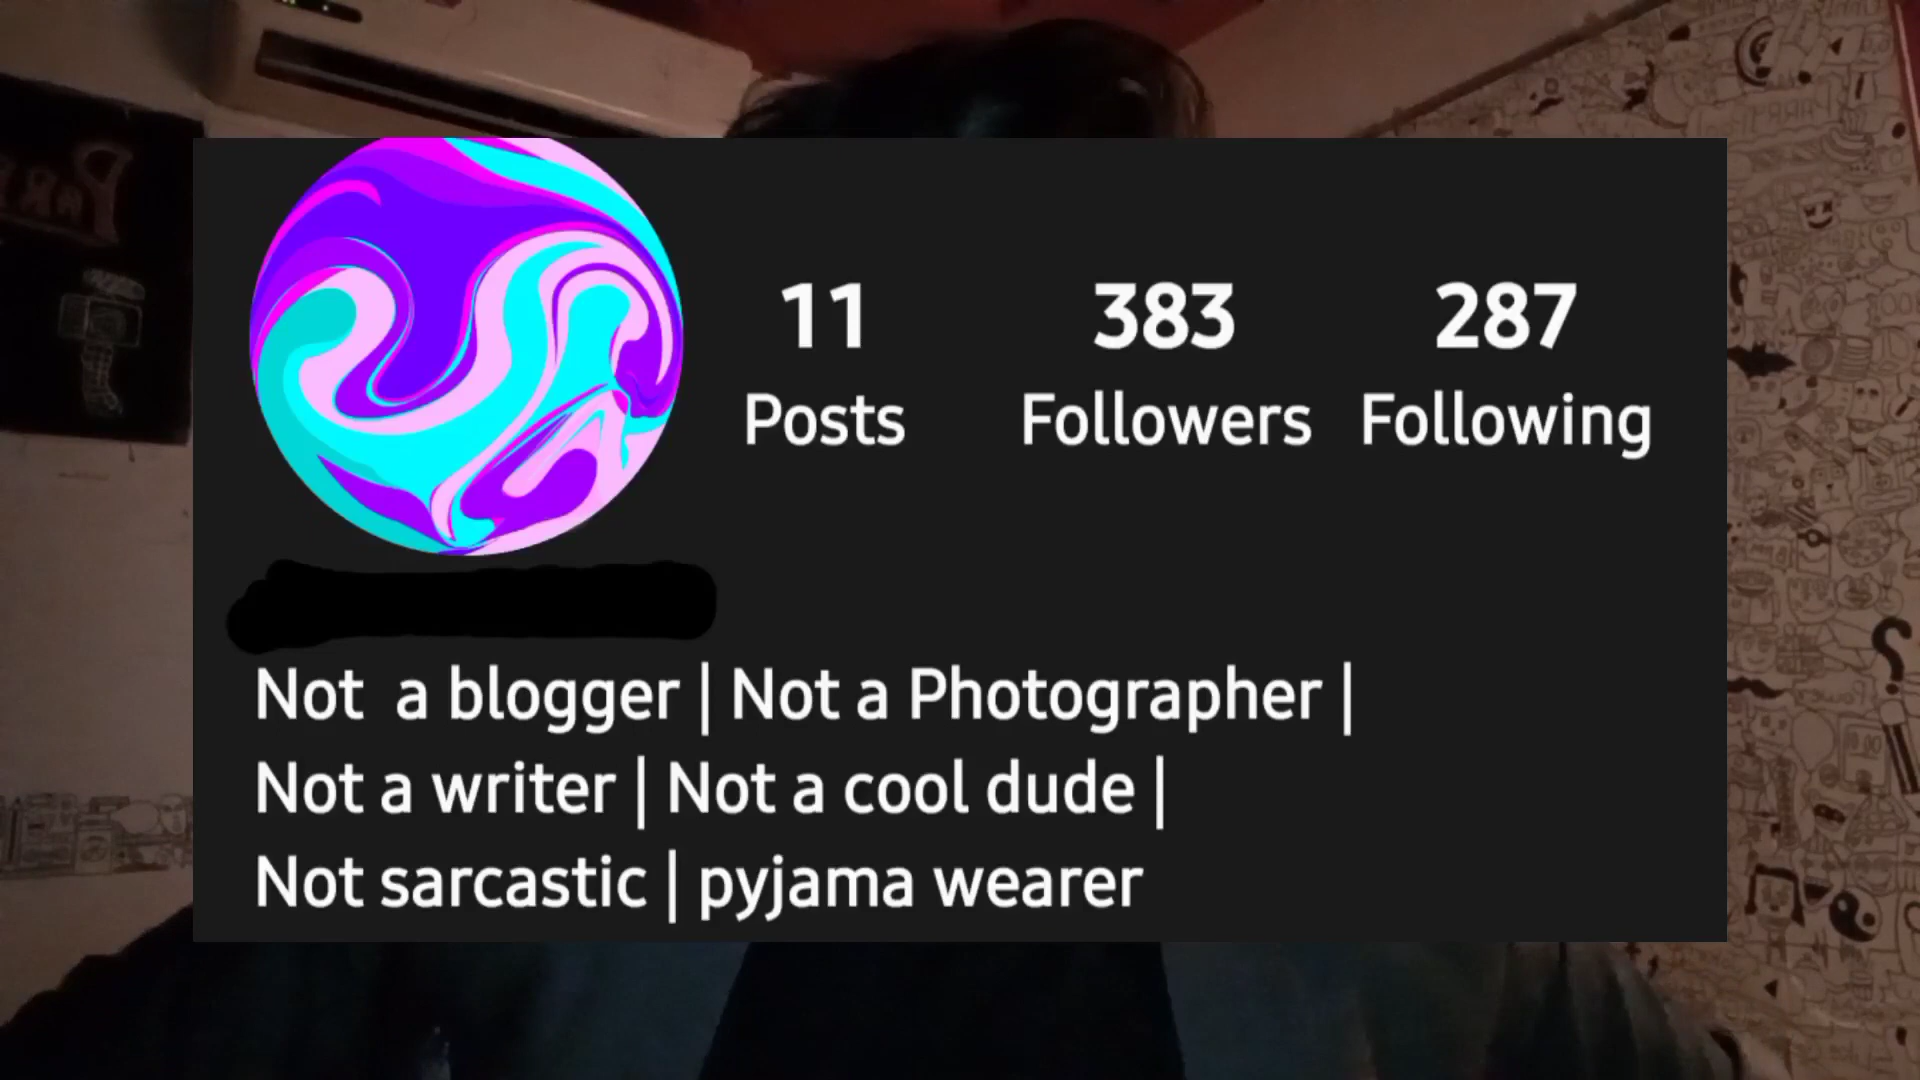 11 383 287
Posts Followers Following
Not  a blogger | Not a Photographer |
Not a writer | Not a cool dude |
Not sarcastic | pyjama wearer